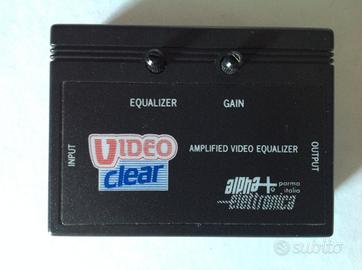 EQUALIZER
GAIN
INPUT
VIDEO
clear
AMPLIFIED VIDEO EQUALIZER
alpha
parma
italia
elettronica
OUTPUT
subito